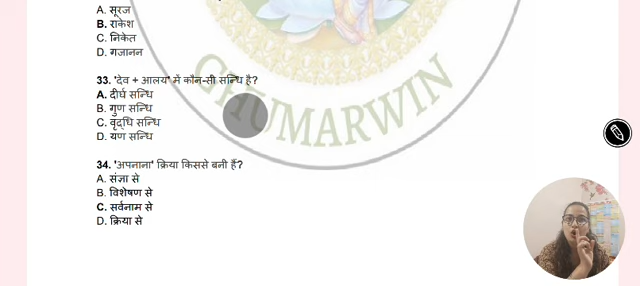 A. सूरज
B. राकेश
C. निकेत
D. गजानन
33. 'देव + आलय' में कौन-सी सन्धि है?
A. दीर्घ सन्धि
B. गुण सन्धि
C. वृद्धि सन्धि
D. यण सन्धि
GHUMARWIN
34. 'अपनाना' क्रिया किससे बनी हैं?
A. संज्ञा से
B. विशेषण से
C. सर्वनाम से
D. क्रिया से